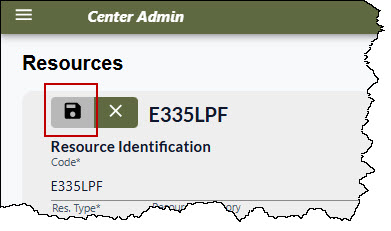 Center Admin
Resources
E335LPF
Resource Identification
Code*
E335LPF
Res. Type*